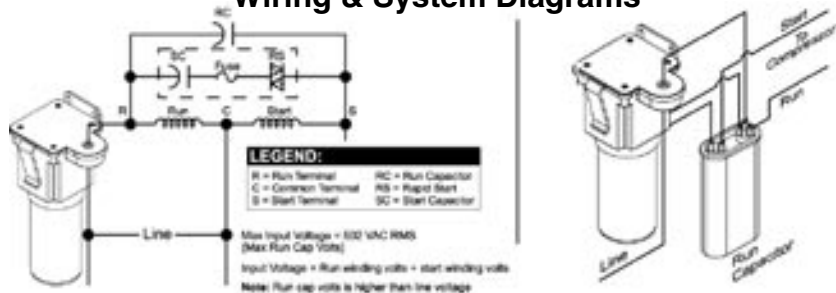 Wiring & System Diagrams
RC
SC Fuse RS
R Run C Start S
LEGEND:
R = Run Terminal RC = Run Capacitor
C = Common Terminal RS = Rapid Start
S = Start Terminal SC = Start Capacitor
Line
Max Input Voltage = 502 VAC RMS
(Max Run Cap Volts)
Input Voltage = Run winding volts + start winding volts
Note: Run cap volts is higher than line voltage
Start
To
Compressor
Run
Line
Run
Capacitor